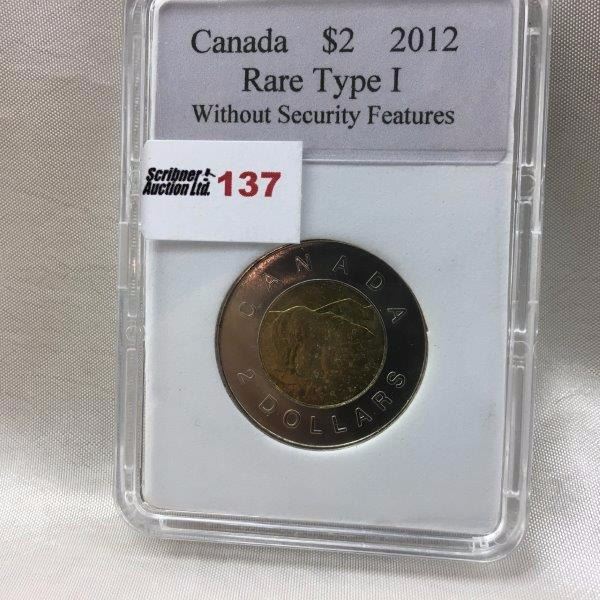 Canada $2 2012
Rare Type I
Without Security Features
Scribner
Auction Ltd. 137
CANADA
2 DOLLARS